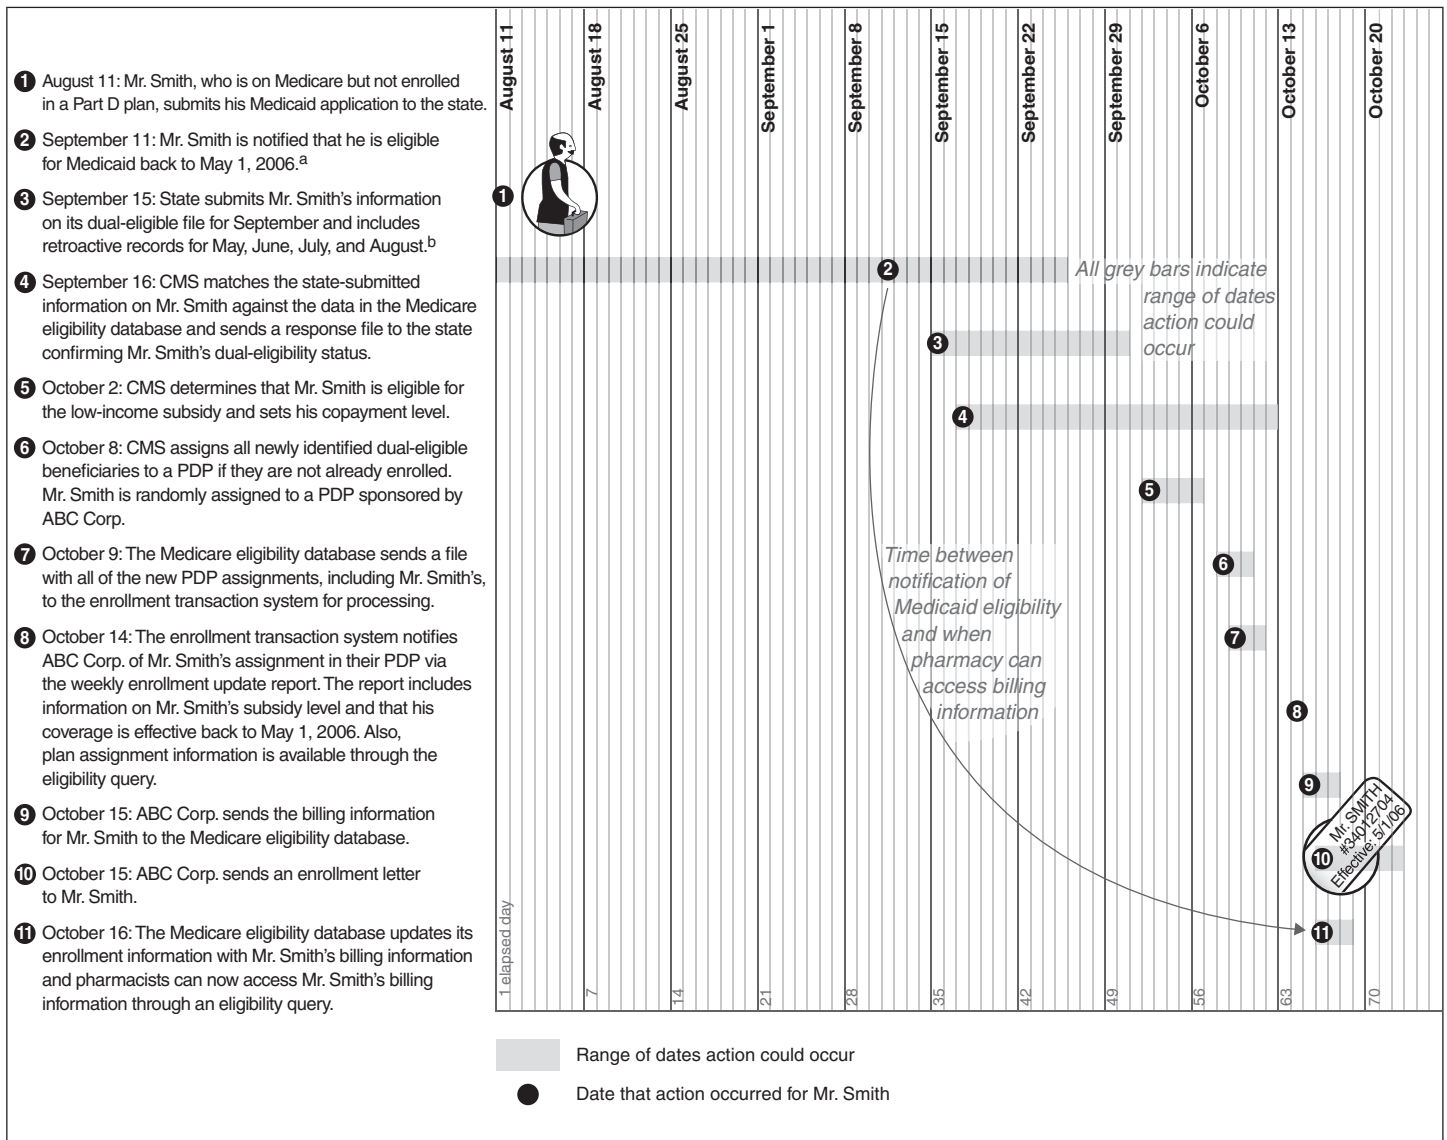 1 August 11: Mr. Smith, who is on Medicare but not enrolled
in a Part D plan, submits his Medicaid application to the state.
2 September 11: Mr. Smith is notified that he is eligible
for Medicaid back to May 1, 2006.a
3 September 15: State submits Mr. Smith's information
on its dual-eligible file for September and includes
retroactive records for May, June, July, and August.b
4 September 16: CMS matches the state-submitted
information on Mr. Smith against the data in the Medicare
eligibility database and sends a response file to the state
confirming Mr. Smith's dual-eligibility status.
5 October 2: CMS determines that Mr. Smith is eligible for
the low-income subsidy and sets his copayment level.
6 October 8: CMS assigns all newly identified dual-eligible
beneficiaries to a PDP if they are not already enrolled.
Mr. Smith is randomly assigned to a PDP sponsored by
ABC Corp.
7 October 9: The Medicare eligibility database sends a file
with all of the new PDP assignments, including Mr. Smith's,
to the enrollment transaction system for processing.
8 October 14: The enrollment transaction system notifies
ABC Corp. of Mr. Smith's assignment in their PDP via
the weekly enrollment update report. The report includes
information on Mr. Smith's subsidy level and that his
coverage is effective back to May 1, 2006. Also,
plan assignment information is available through the
eligibility query.
9 October 15: ABC Corp. sends the billing information
for Mr. Smith to the Medicare eligibility database.
10 October 15: ABC Corp. sends an enrollment letter
to Mr. Smith.
11 October 16: The Medicare eligibility database updates its
enrollment information with Mr. Smith's billing information
and pharmacists can now access Mr. Smith's billing
information through an eligibility query.
August 11
August 18
August 25
September 1
September 8
September 15
September 22
September 29
October 6
October 13
October 20
1
2
All grey bars indicate
range of dates
action could
occur
3
4
5
Time between
notification of
Medicaid eligibility
and when
pharmacy can
access billing
information
6
7
8
9
Mr. SMITH
#34012704
Effective: 5/1/06
10
11
1 elapsed day
7
14
21
28
35
42
49
56
63
70
Range of dates action could occur
Date that action occurred for Mr. Smith